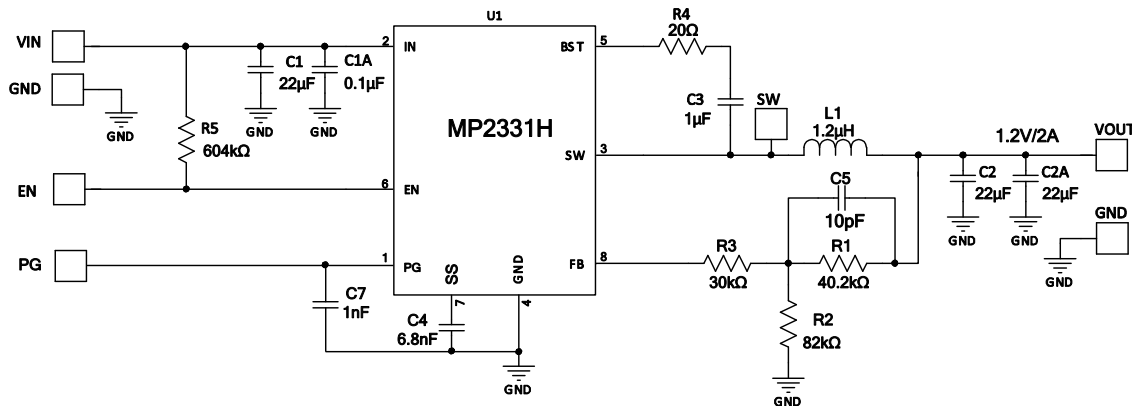 U1
VIN
2
IN
BST
5
R4
20Ω
GND
C1
22µF
C1A
0.1µF
GND
GND
GND
R5
604kΩ
MP2331H
C3
1µF
SW
L1
1.2µH
SW
3
1.2V/2A
VOUT
EN
6
EN
C2
22µF
C2A
22µF
GND
GND
C5
10pF
GND
GND
PG
1
PG
SS
GND
FB
8
R3
30kΩ
R1
40.2kΩ
7
4
C7
1nF
C4
6.8nF
R2
82kΩ
GND
GND